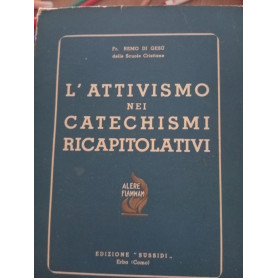 Fr. REMO DI GESÙ
delle Scuole Cristiane
L'ATTIVISMO
NEI
CATECHISMI
RICAPITOLATIVI
ALERE
FLAMMAM
EDIZIONE "SUSSIDI"
Erba (Como)